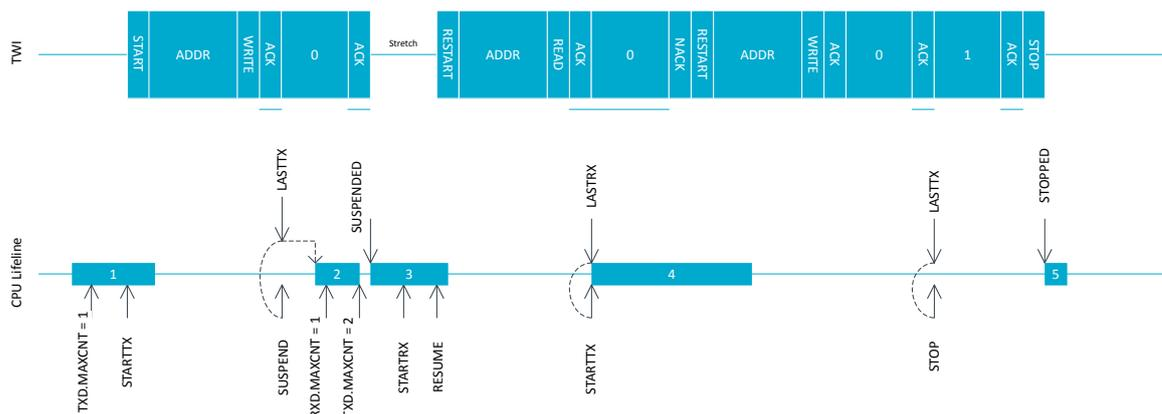 TWI
START
ADDR
WRITE
ACK
0
ACK
Stretch
RESTART
ADDR
READ
ACK
0
NACK
RESTART
ADDR
WRITE
ACK
0
ACK
1
ACK
STOP
CPU Lifeline
LASTTX
SUSPENDED
LASTRX
LASTTX
STOPPED
1
2
3
4
5
TXD.MAXCNT = 1
STARTTX
SUSPEND
RXD.MAXCNT = 1
TXD.MAXCNT = 2
STARTRX
RESUME
STARTTX
STOP